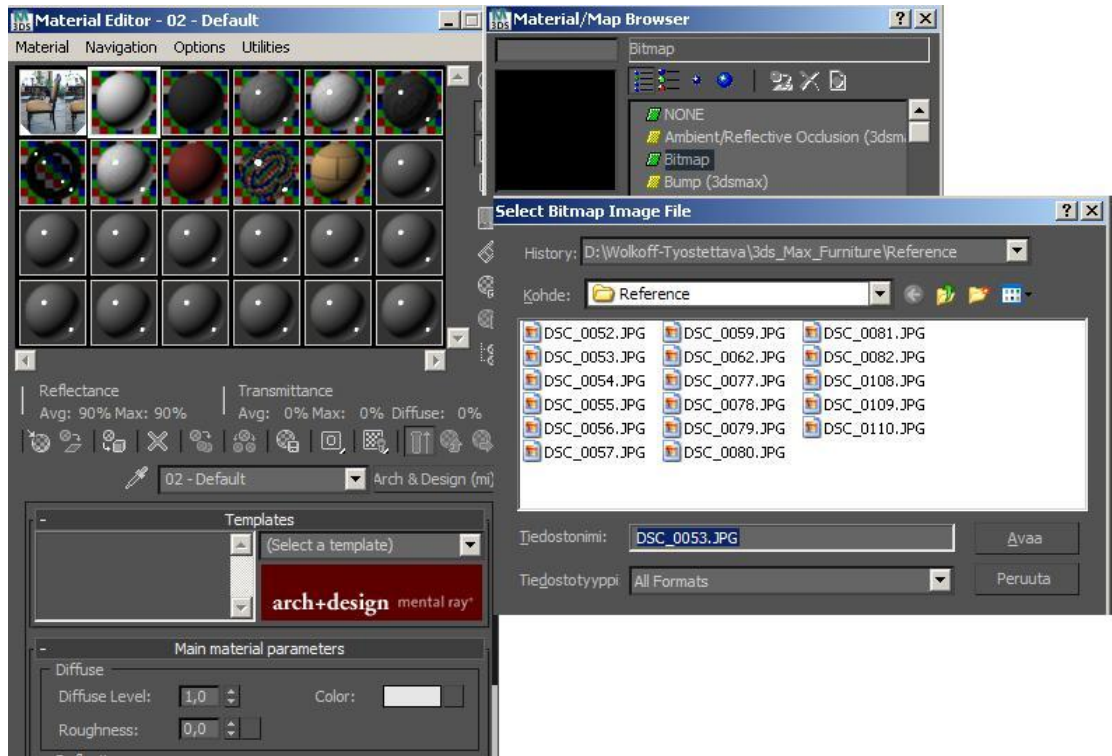 Material Editor - 02 - Default
Material Navigation Options Utilities
Reflectance Transmittance
Avg: 90% Max: 90% Avg: 0% Max: 0% Diffuse: 0%
02 - Default Arch & Design (mi)
- Templates
(Select a template)
arch+design mental ray
- Main material parameters
Diffuse
Diffuse Level: 1,0 Color:
Roughness: 0,0
Material/Map Browser
Bitmap
NONE
Ambient/Reflective Occlusion (3dsm
Bitmap
Bump (3dsmax)
Select Bitmap Image File
History: D:\Wolkoff-Tyostettava\3ds_Max_Furniture\Reference
Kohde: Reference
DSC_0052.JPG DSC_0059.JPG DSC_0081.JPG
DSC_0053.JPG DSC_0062.JPG DSC_0082.JPG
DSC_0054.JPG DSC_0077.JPG DSC_0108.JPG
DSC_0055.JPG DSC_0078.JPG DSC_0109.JPG
DSC_0056.JPG DSC_0079.JPG DSC_0110.JPG
DSC_0057.JPG DSC_0080.JPG
Tiedostonimi: DSC_0053.JPG Avaa
Tiedostotyyppi All Formats Peruuta